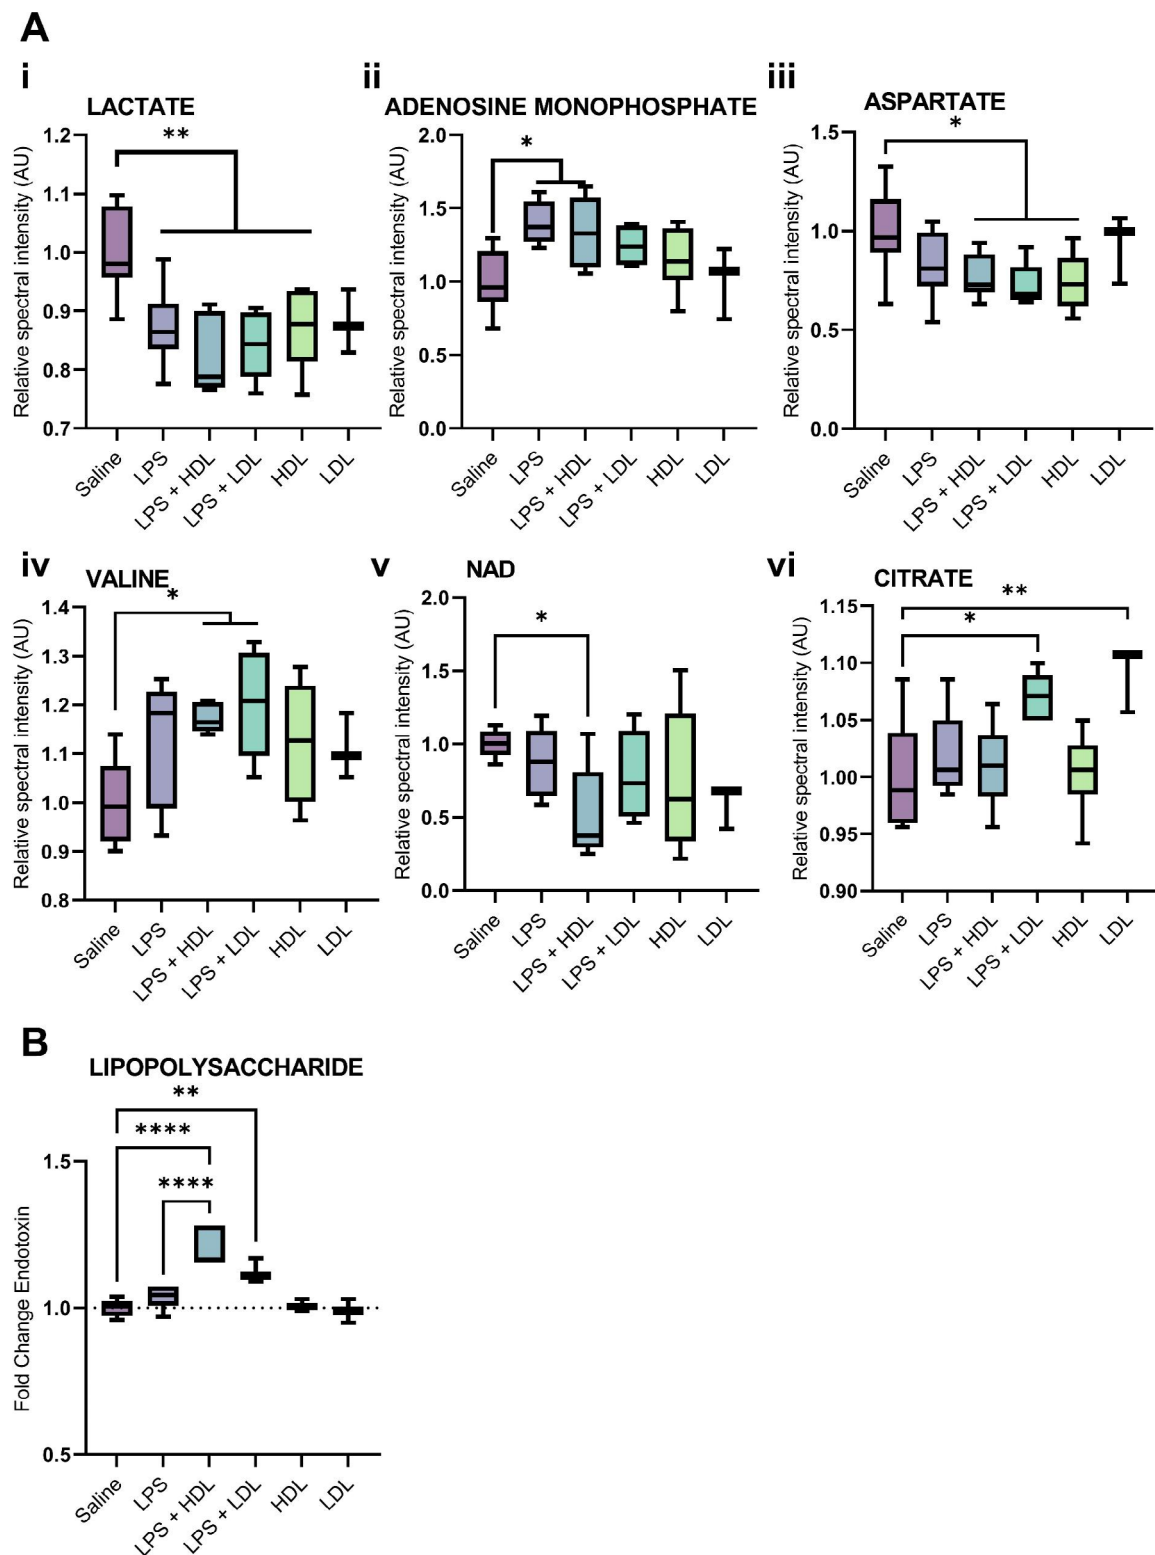 A
i
ii
iii
LACTATE
ADENOSINE MONOPHOSPHATE
ASPARTATE
**
*
*
Relative spectral intensity (AU)
1.2
1.1
1.0
0.9
0.8
0.7
Saline
LPS
LPS + HDL
LPS + LDL
HDL
LDL
Relative spectral intensity (AU)
2.0
1.5
1.0
0.5
0.0
Saline
LPS
LPS + HDL
LPS + LDL
HDL
LDL
Relative spectral intensity (AU)
1.5
1.0
0.5
0.0
Saline
LPS
LPS + HDL
LPS + LDL
HDL
LDL
iv
v
vi
VALINE
NAD
CITRATE
*
*
**
*
Relative spectral intensity (AU)
1.4
1.3
1.2
1.1
1.0
0.9
0.8
Saline
LPS
LPS + HDL
LPS + LDL
HDL
LDL
Relative spectral intensity (AU)
2.0
1.5
1.0
0.5
0.0
Saline
LPS
LPS + HDL
LPS + LDL
HDL
LDL
Relative spectral intensity (AU)
1.15
1.10
1.05
1.00
0.95
0.90
Saline
LPS
LPS + HDL
LPS + LDL
HDL
LDL
B
LIPOPOLYSACCHARIDE
**
****
****
Fold Change Endotoxin
1.5
1.0
0.5
Saline
LPS
LPS + HDL
LPS + LDL
HDL
LDL